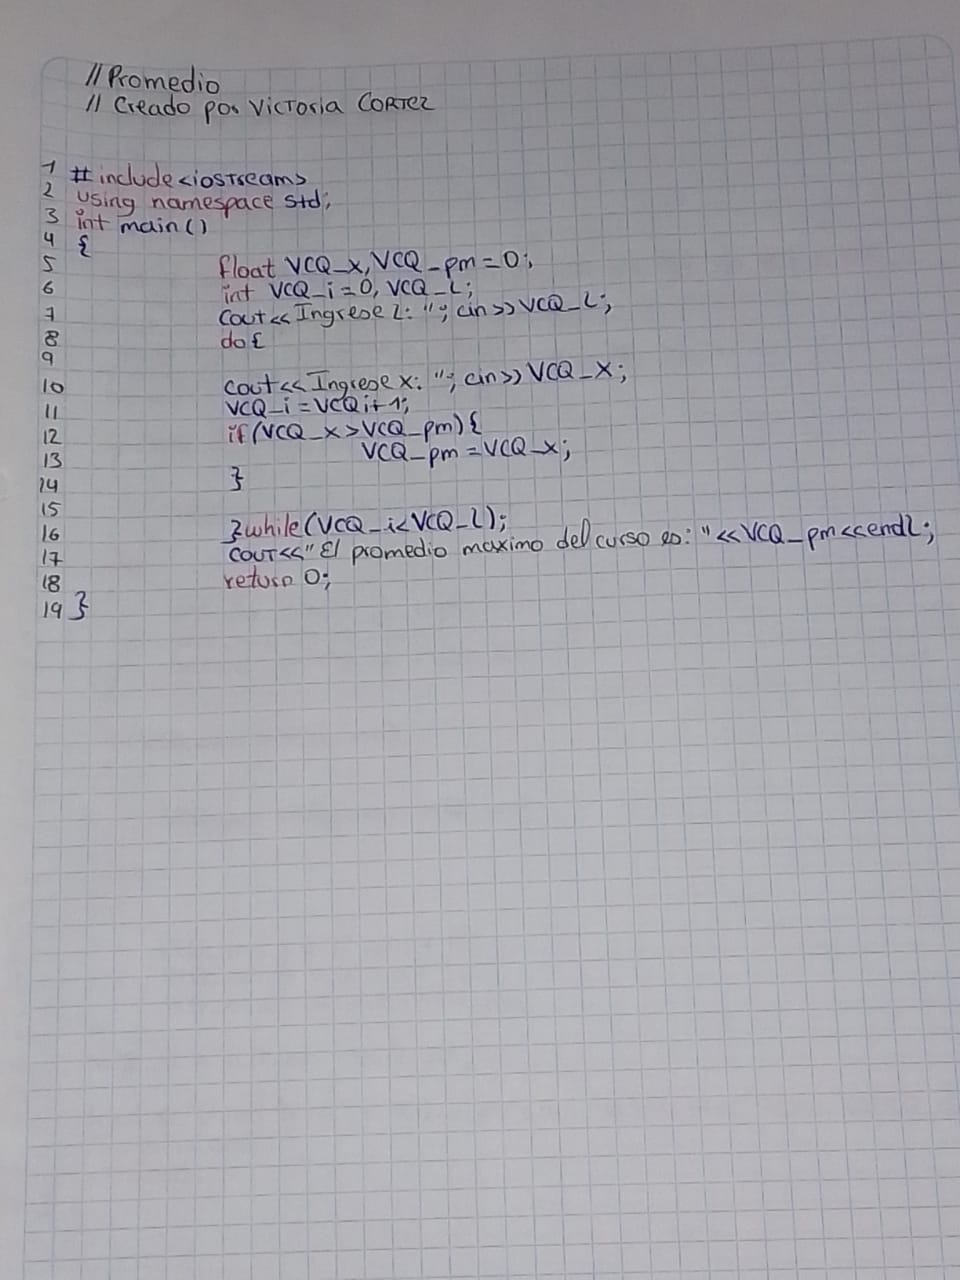 // Promedio
// Creado por Victoria CORTEZ
1 #include<iostream>
2 using namespace std;
3 int main()
4 {
5 float VCQ_x, VCQ_pm=0;
6 int VCQ_i=0, VCQ_L;
7 cout<<Ingrese L: "; cin>>VCQ_L;
8 do{
9
10 cout<<Ingrese x: "; cin>>VCQ_X;
11 VCQ_i=VCQi+1;
12 if(VCQ_x>VCQ_pm){
13 VCQ_pm=VCQ_x;
14 }
15
16 }while(VCQ_i<VCQ_L);
17 cout<<"El promedio maximo del curso es: "<<VCQ_pm<<endl;
18 return 0;
19 }